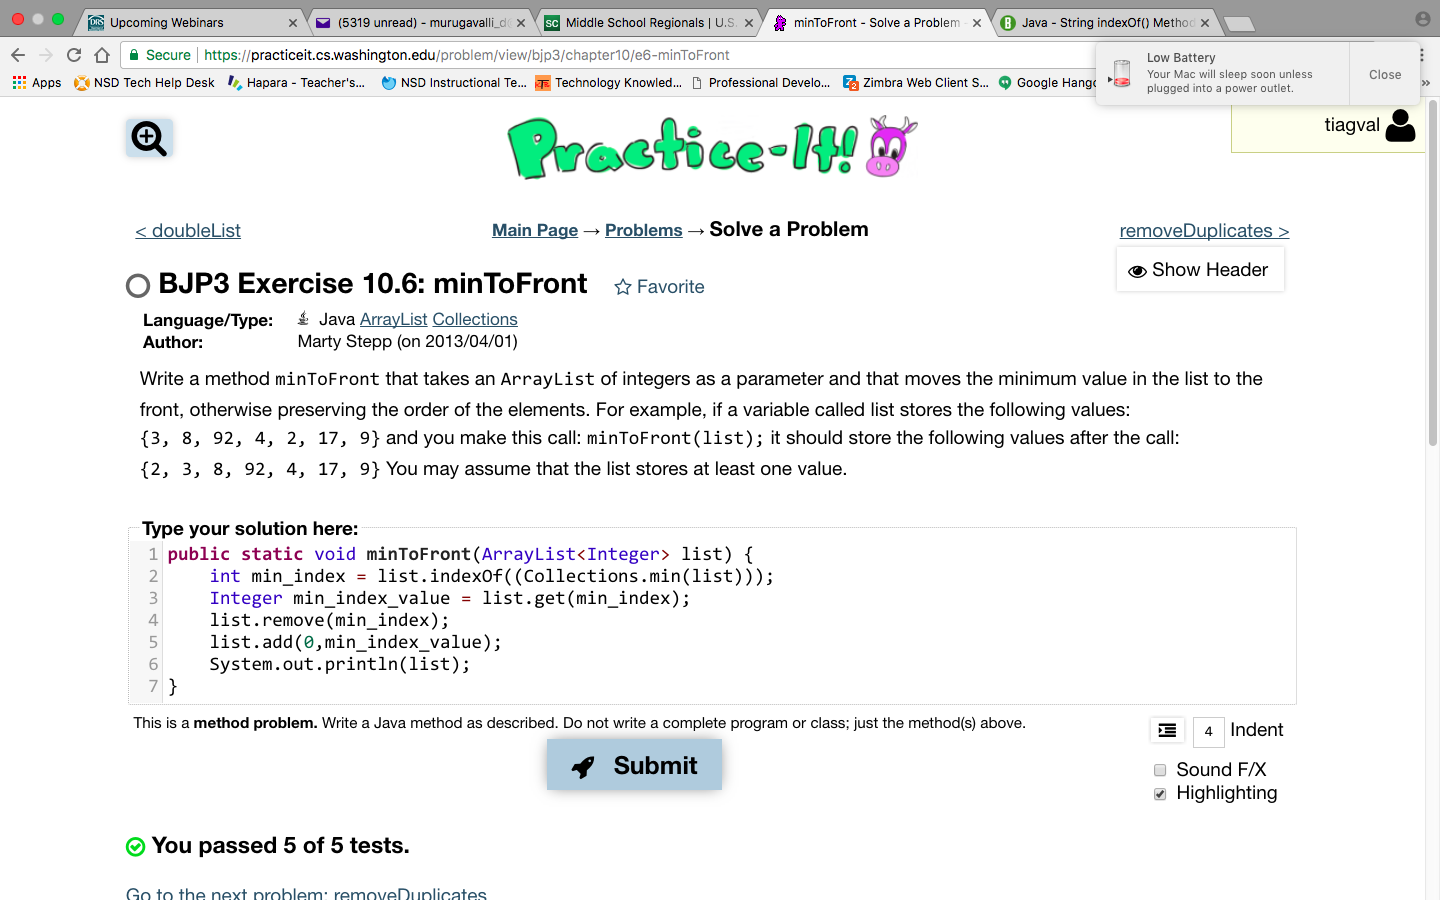 Upcoming Webinars
(5319 unread) - murugavalli_d
Middle School Regionals | U.S.
minToFront - Solve a Problem
Java - String indexOf() Method
Secure https://practiceit.cs.washington.edu/problem/view/bjp3/chapter10/e6-minToFront
Low Battery
Your Mac will sleep soon unless
plugged into a power outlet.
Close
Apps NSD Tech Help Desk Hapara - Teacher's... NSD Instructional Te... Technology Knowled... Professional Develo... Zimbra Web Client S... Google Hango
tiagval
Practice-It!
< doubleList
Main Page → Problems → Solve a Problem
removeDuplicates >
Show Header
BJP3 Exercise 10.6: minToFront
Favorite
Language/Type: Java ArrayList Collections
Author: Marty Stepp (on 2013/04/01)
Write a method minToFront that takes an ArrayList of integers as a parameter and that moves the minimum value in the list to the
front, otherwise preserving the order of the elements. For example, if a variable called list stores the following values:
{3, 8, 92, 4, 2, 17, 9} and you make this call: minToFront(list); it should store the following values after the call:
{2, 3, 8, 92, 4, 17, 9} You may assume that the list stores at least one value.
Type your solution here:
1 public static void minToFront(ArrayList<Integer> list) {
2 int min_index = list.indexOf((Collections.min(list)));
3 Integer min_index_value = list.get(min_index);
4 list.remove(min_index);
5 list.add(0,min_index_value);
6 System.out.println(list);
7 }
This is a method problem. Write a Java method as described. Do not write a complete program or class; just the method(s) above.
4 Indent
Submit
Sound F/X
Highlighting
You passed 5 of 5 tests.
Go to the next problem: removeDuplicates